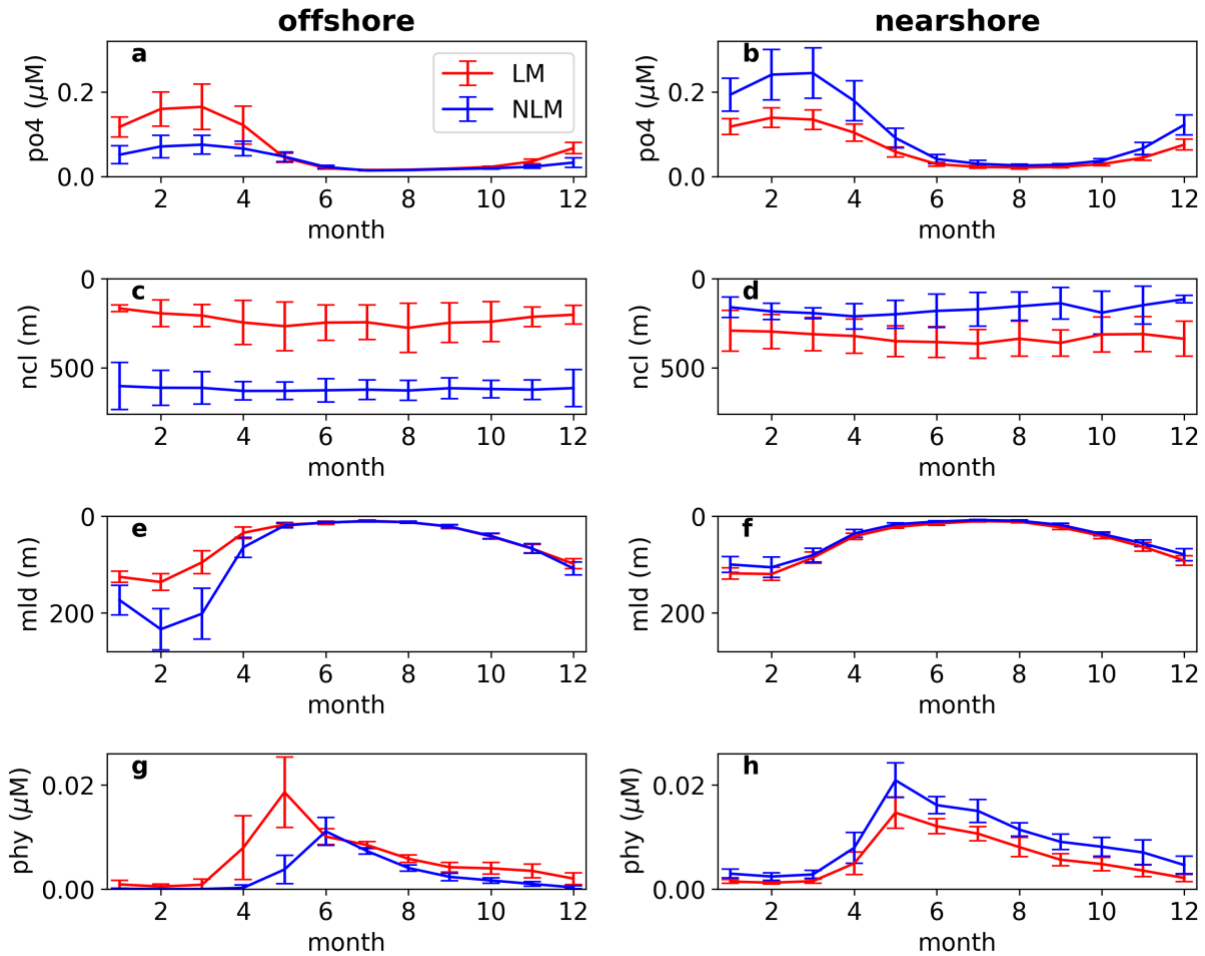 offshore
nearshore
a
LM
NLM
po4 (μM)
0.2
0.0
2 4 6 8 10 12
month
b
po4 (μM)
0.2
0.0
2 4 6 8 10 12
month
c
ncl (m)
0
500
2 4 6 8 10 12
month
d
ncl (m)
0
500
2 4 6 8 10 12
month
e
mld (m)
0
200
2 4 6 8 10 12
month
f
mld (m)
0
200
2 4 6 8 10 12
month
g
phy (μM)
0.02
0.00
2 4 6 8 10 12
month
h
phy (μM)
0.02
0.00
2 4 6 8 10 12
month